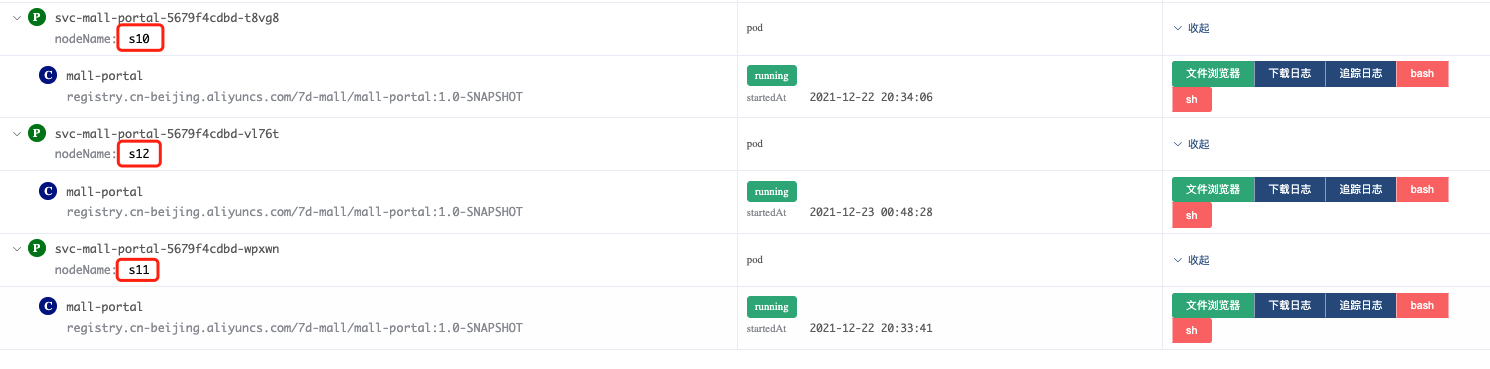 P svc-mall-portal-5679f4cdbd-t8vg8
nodeName: s10
pod
收起
C mall-portal
registry.cn-beijing.aliyuncs.com/7d-mall/mall-portal:1.0-SNAPSHOT
running
startedAt 2021-12-22 20:34:06
文件浏览器 下载日志 追踪日志 bash
sh
P svc-mall-portal-5679f4cdbd-vl76t
nodeName: s12
pod
收起
C mall-portal
registry.cn-beijing.aliyuncs.com/7d-mall/mall-portal:1.0-SNAPSHOT
running
startedAt 2021-12-23 00:48:28
文件浏览器 下载日志 追踪日志 bash
sh
P svc-mall-portal-5679f4cdbd-wpxwn
nodeName: s11
pod
收起
C mall-portal
registry.cn-beijing.aliyuncs.com/7d-mall/mall-portal:1.0-SNAPSHOT
running
startedAt 2021-12-22 20:33:41
文件浏览器 下载日志 追踪日志 bash
sh